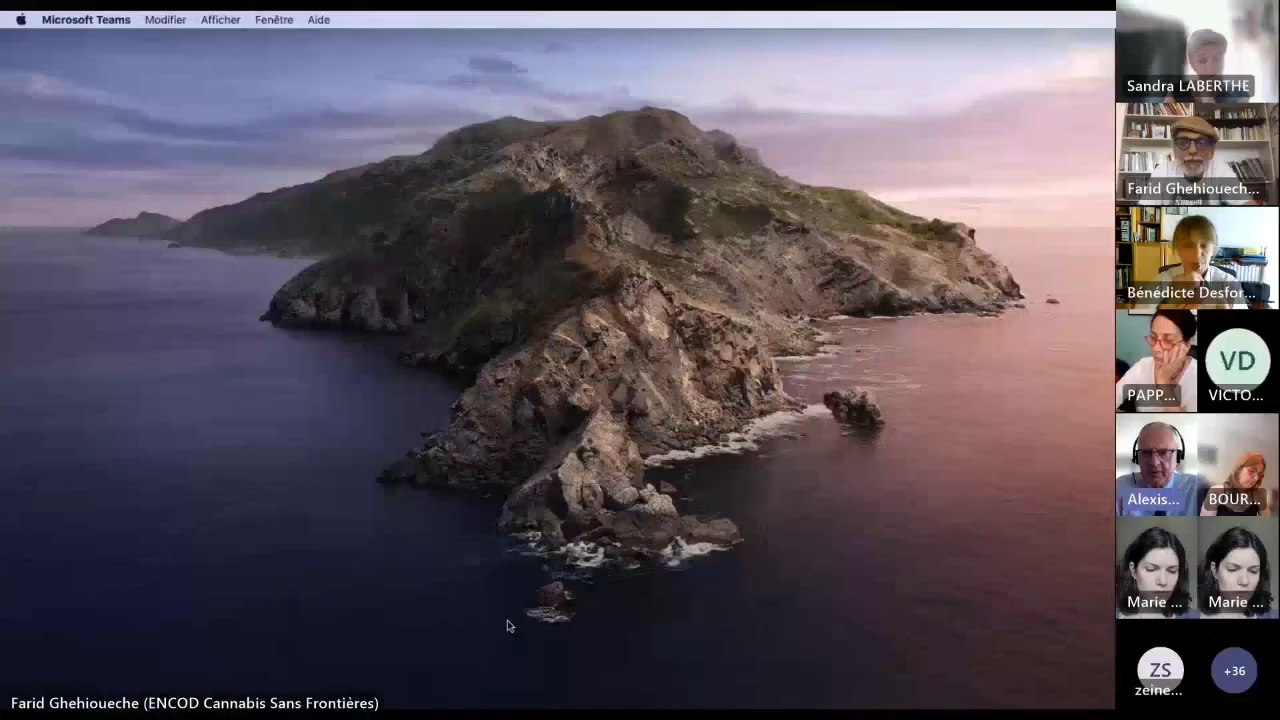 Microsoft Teams Modifier Afficher Fenêtre Aide
Sandra LABERTHE
Farid Ghehiouech...
Bénédicte Desfor...
PAPP...
VD
VICTO...
Alexis...
BOUR...
Marie ...
Marie ...
ZS
zeine...
+36
Farid Ghehioueche (ENCOD Cannabis Sans Frontières)